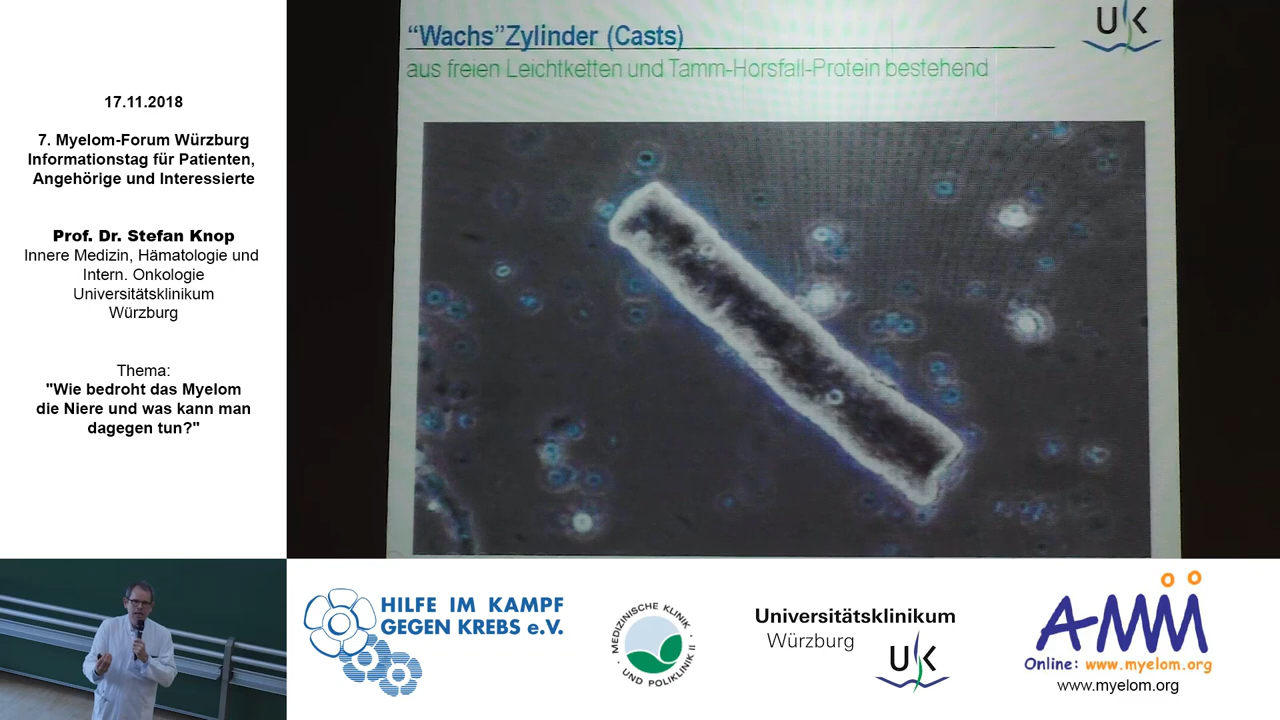 17.11.2018
7. Myelom-Forum Würzburg
Informationstag für Patienten,
Angehörige und Interessierte
Prof. Dr. Stefan Knop
Innere Medizin, Hämatologie und
Intern. Onkologie
Universitätsklinikum
Würzburg
Thema:
"Wie bedroht das Myelom
die Niere und was kann man
dagegen tun?"
“Wachs”Zylinder (Casts)
aus freien Leichtketten und Tamm-Horsfall-Protein bestehend
UK
HILFE IM KAMPF
GEGEN KREBS e.V.
MEDIZINISCHE KLINIK
UND POLIKLINIK II
Universitätsklinikum
Würzburg
UK
AMM
Online: www.myelom.org
www.myelom.org